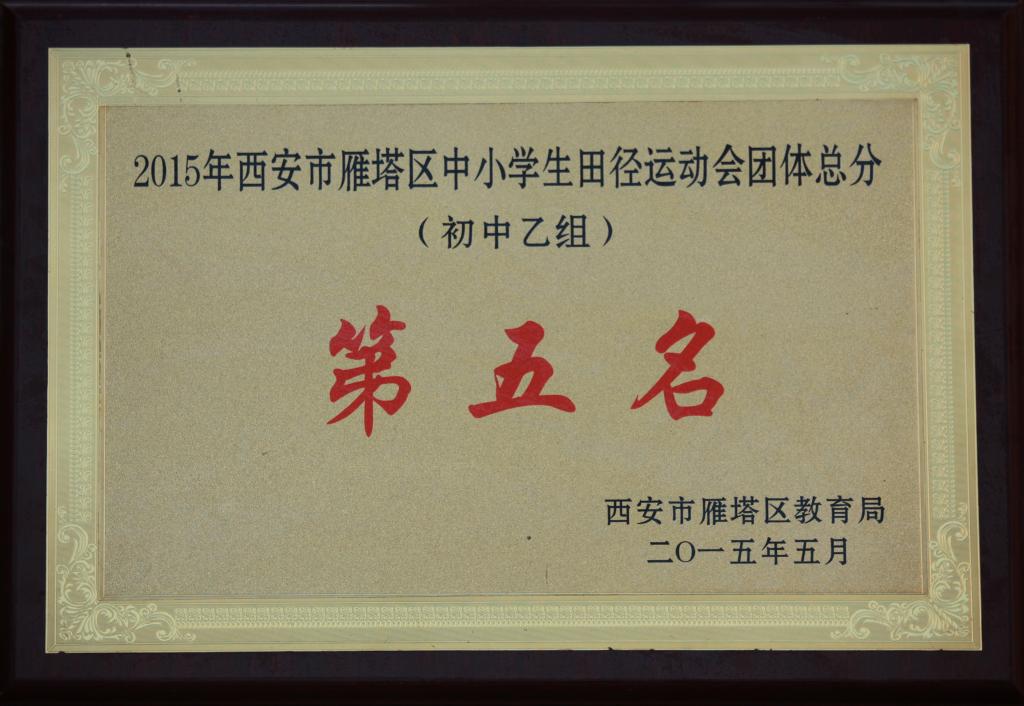 2015年西安市雁塔区中小学生田径运动会团体总分
（初中乙组）
第五名
西安市雁塔区教育局
二〇一五年五月